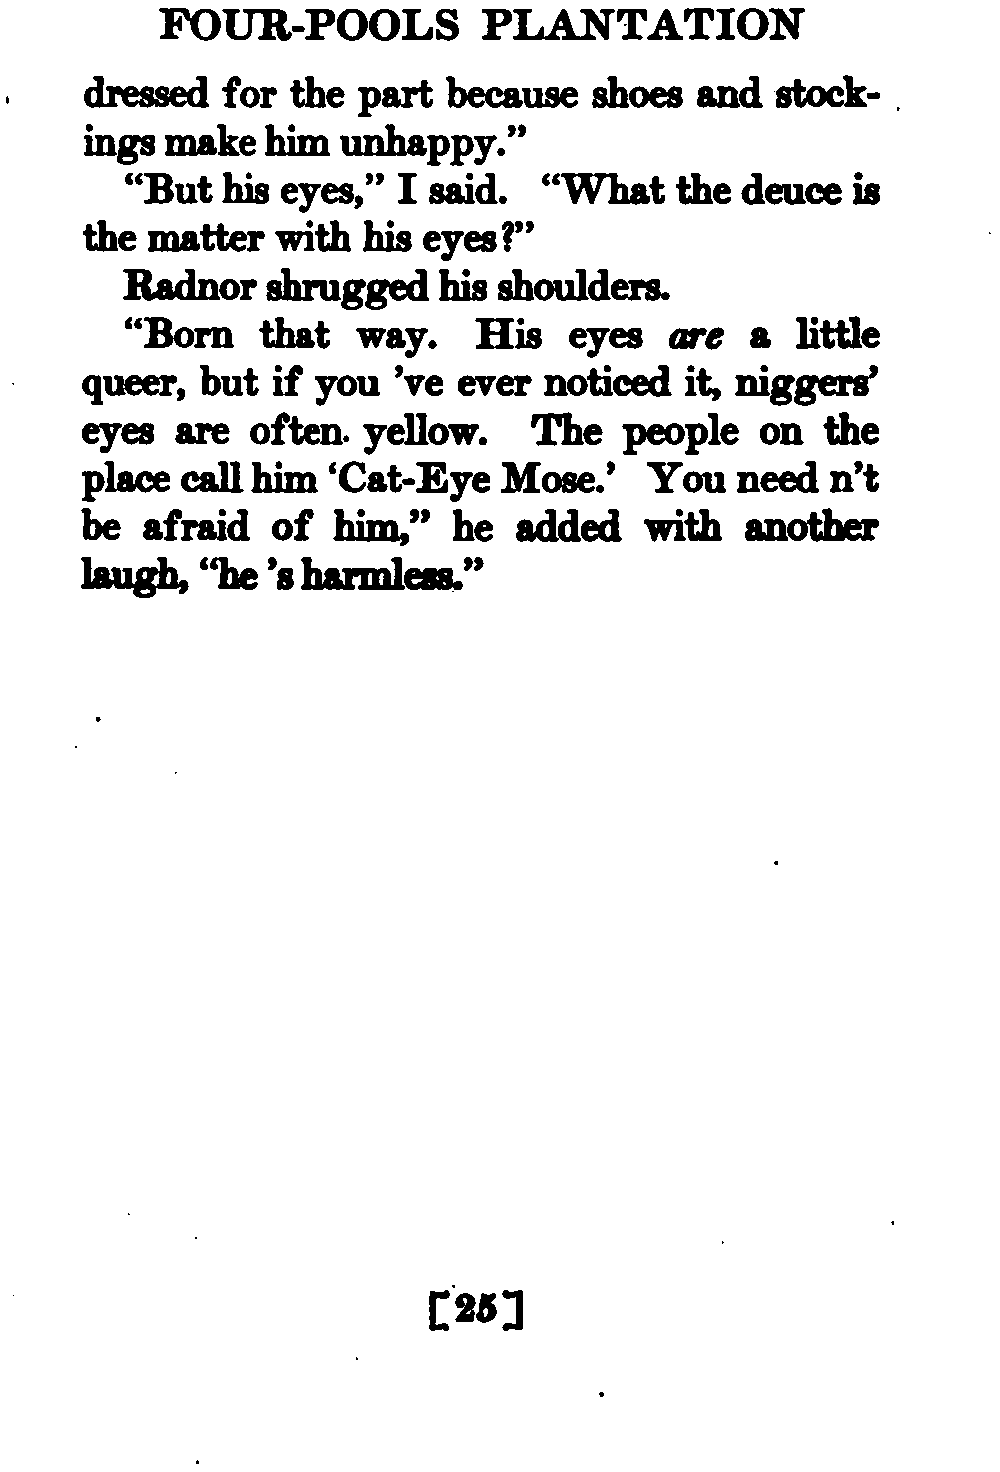 FOUR-POOLS PLANTATION
dressed for the part because shoes and stock-
ings make him unhappy.”
“But his eyes,” I said. “What the deuce is
the matter with his eyes?”
Radnor shrugged his shoulders.
“Born that way. His eyes are a little
queer, but if you ’ve ever noticed it, niggers’
eyes are often yellow. The people on the
place call him ‘Cat-Eye Mose.’ You need n’t
be afraid of him,” he added with another
laugh, “he ’s harmless.”
[25]